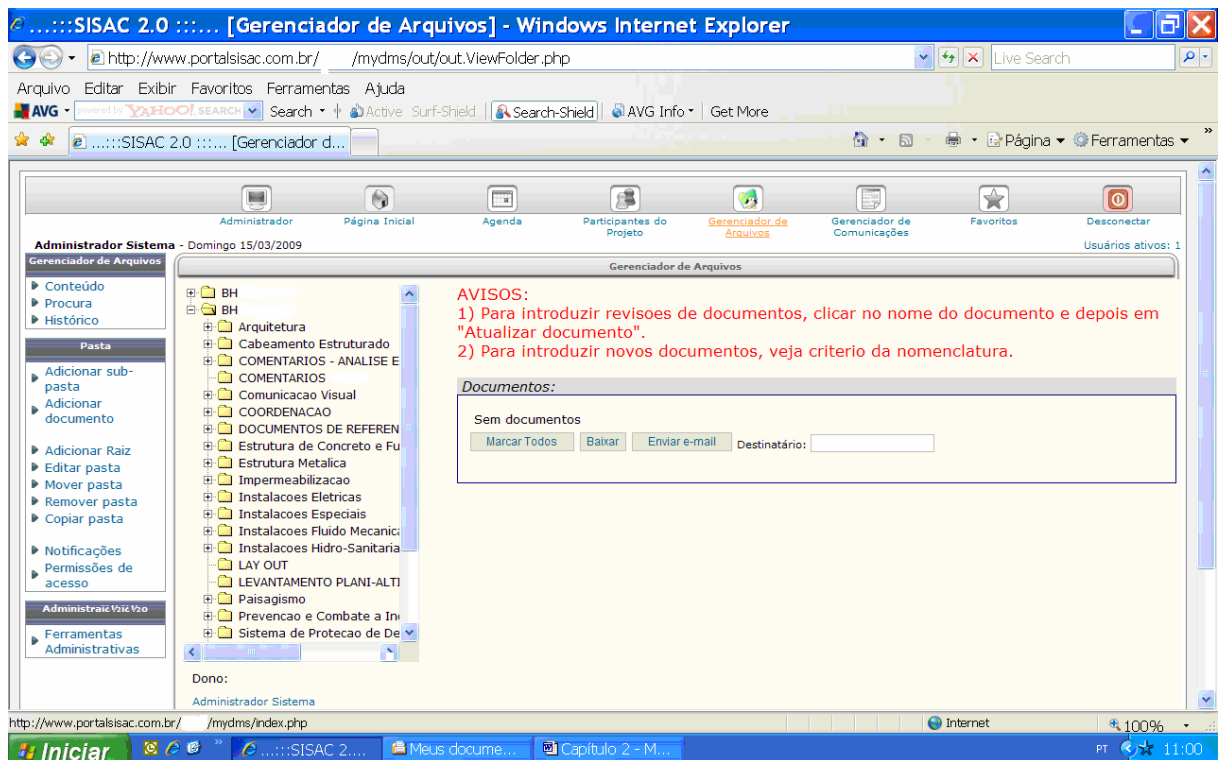 ...:::SISAC 2.0 :::... [Gerenciador de Arquivos] - Windows Internet Explorer
http://www.portalsisac.com.br/ /mydms/out/out.ViewFolder.php
Live Search
Arquivo Editar Exibir Favoritos Ferramentas Ajuda
AVG powered by YAHOO! SEARCH Search Active Surf-Shield Search-Shield AVG Info Get More
...:::SISAC 2.0 :::... [Gerenciador d... Página Ferramentas »
Administrador
Página Inicial
Agenda
Participantes do
Projeto
Gerenciador de
Arquivos
Gerenciador de
Comunicações
Favoritos
Desconectar
Administrador Sistema - Domingo 15/03/2009
Usuários ativos: 1
Gerenciador de Arquivos
Conteúdo
Procura
Histórico
Pasta
Adicionar sub-
pasta
Adicionar
documento
Adicionar Raiz
Editar pasta
Mover pasta
Remover pasta
Copiar pasta
Notificações
Permissões de
acesso
Administraï¿½ï¿½o
Ferramentas
Administrativas
Gerenciador de Arquivos
BH
BH
Arquitetura
Cabeamento Estruturado
COMENTARIOS - ANALISE E
COMENTARIOS
Comunicacao Visual
COORDENACAO
DOCUMENTOS DE REFEREN
Estrutura de Concreto e Fu
Estrutura Metalica
Impermeabilizacao
Instalacoes Eletricas
Instalacoes Especiais
Instalacoes Fluido Mecanica
Instalacoes Hidro-Sanitaria
LAY OUT
LEVANTAMENTO PLANI-ALTI
Paisagismo
Prevencao e Combate a In
Sistema de Protecao de De
Dono:
Administrador Sistema
AVISOS:
1) Para introduzir revisoes de documentos, clicar no nome do documento e depois em
"Atualizar documento".
2) Para introduzir novos documentos, veja criterio da nomenclatura.
Documentos:
Sem documentos
Marcar Todos Baixar Enviar e-mail Destinatário:
http://www.portalsisac.com.br/ /mydms/index.php
Internet
100%
Iniciar
»
...:::SISAC 2....
Meus docume...
Capítulo 2 - M...
PT
11:00